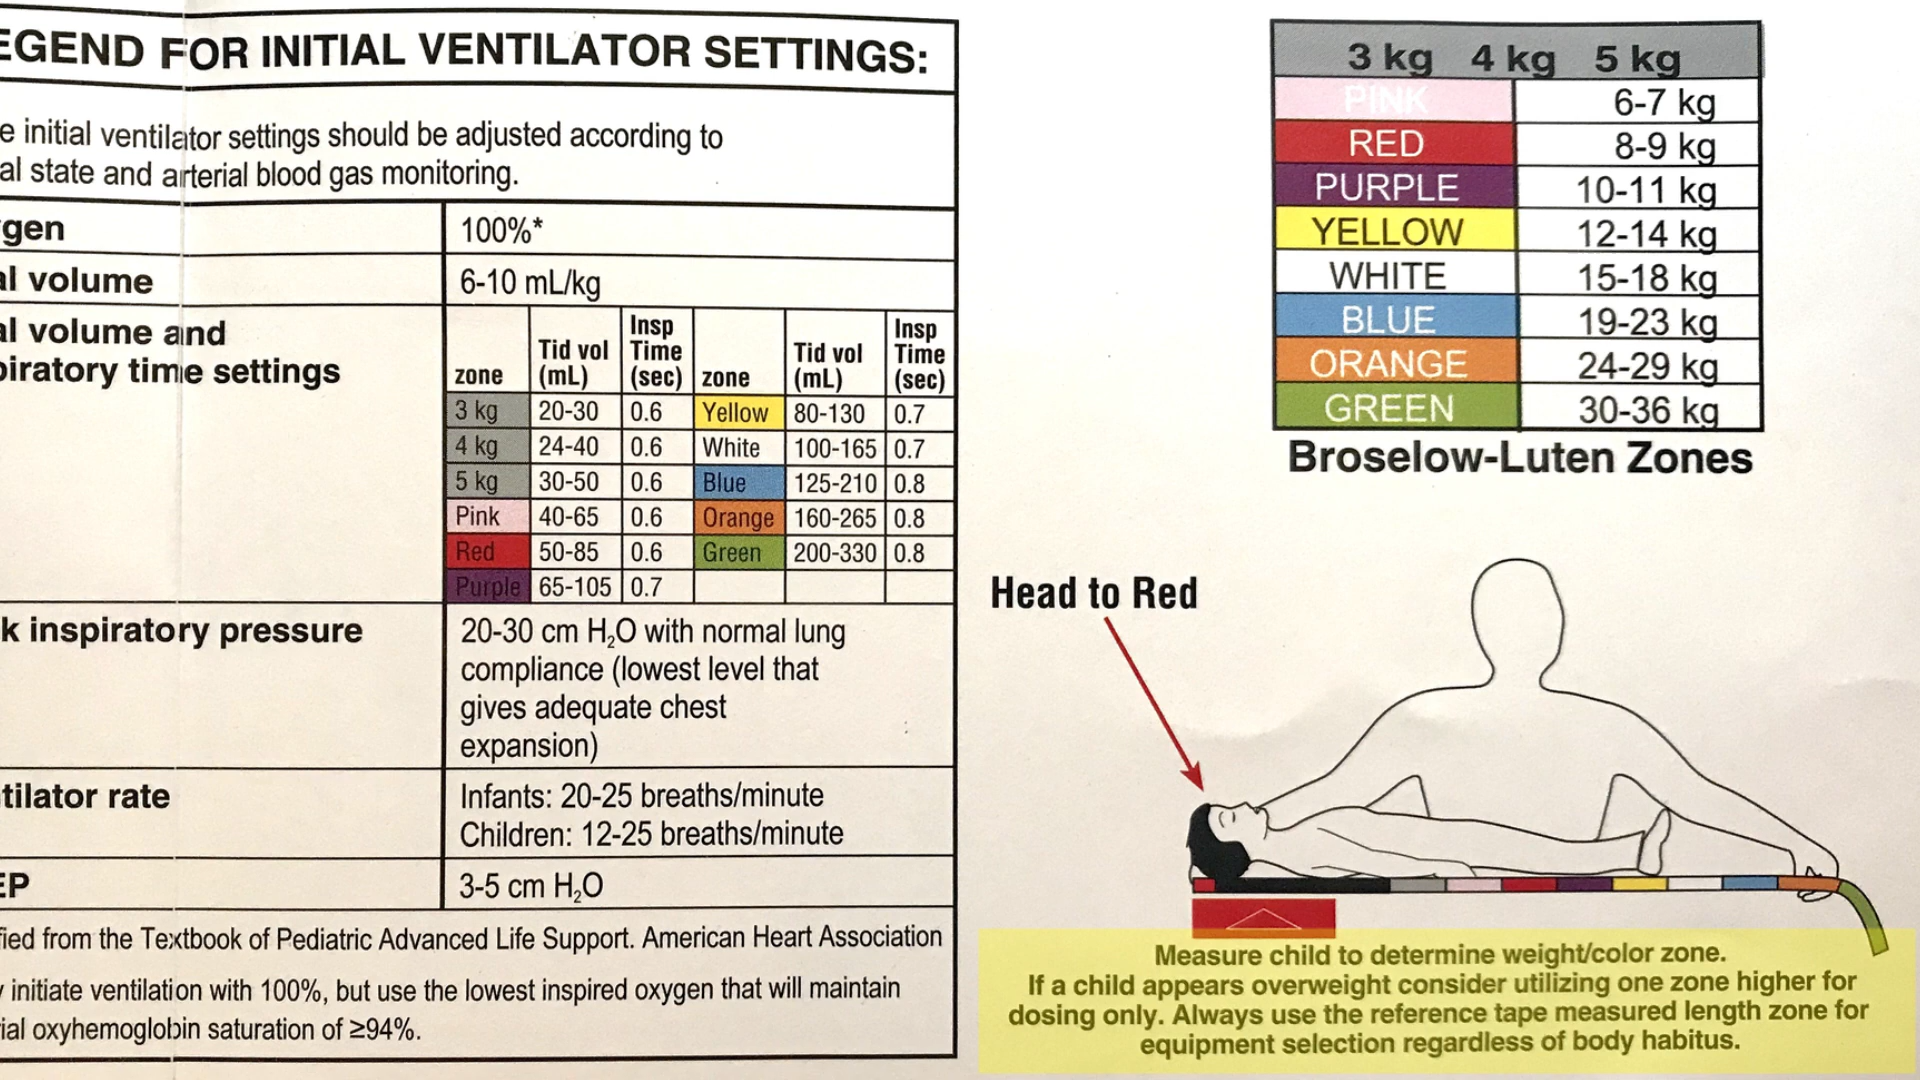 EGEND FOR INITIAL VENTILATOR SETTINGS:
e initial ventilator settings should be adjusted according to
al state and arterial blood gas monitoring.
gen 100%*
al volume 6-10 mL/kg
al volume and
piratory time settings
zone Tid vol (mL) Insp Time (sec) zone Tid vol (mL) Insp Time (sec)
3 kg 20-30 0.6 Yellow 80-130 0.7
4 kg 24-40 0.6 White 100-165 0.7
5 kg 30-50 0.6 Blue 125-210 0.8
Pink 40-65 0.6 Orange 160-265 0.8
Red 50-85 0.6 Green 200-330 0.8
Purple 65-105 0.7
k inspiratory pressure 20-30 cm H₂O with normal lung
compliance (lowest level that
gives adequate chest
expansion)
tilator rate Infants: 20-25 breaths/minute
Children: 12-25 breaths/minute
EP 3-5 cm H₂O
fied from the Textbook of Pediatric Advanced Life Support. American Heart Association
y initiate ventilation with 100%, but use the lowest inspired oxygen that will maintain
ial oxyhemoglobin saturation of ≥94%.
3 kg 4 kg 5 kg
PINK 6-7 kg
RED 8-9 kg
PURPLE 10-11 kg
YELLOW 12-14 kg
WHITE 15-18 kg
BLUE 19-23 kg
ORANGE 24-29 kg
GREEN 30-36 kg
Broselow-Luten Zones
Head to Red
Measure child to determine weight/color zone.
If a child appears overweight consider utilizing one zone higher for
dosing only. Always use the reference tape measured length zone for
equipment selection regardless of body habitus.